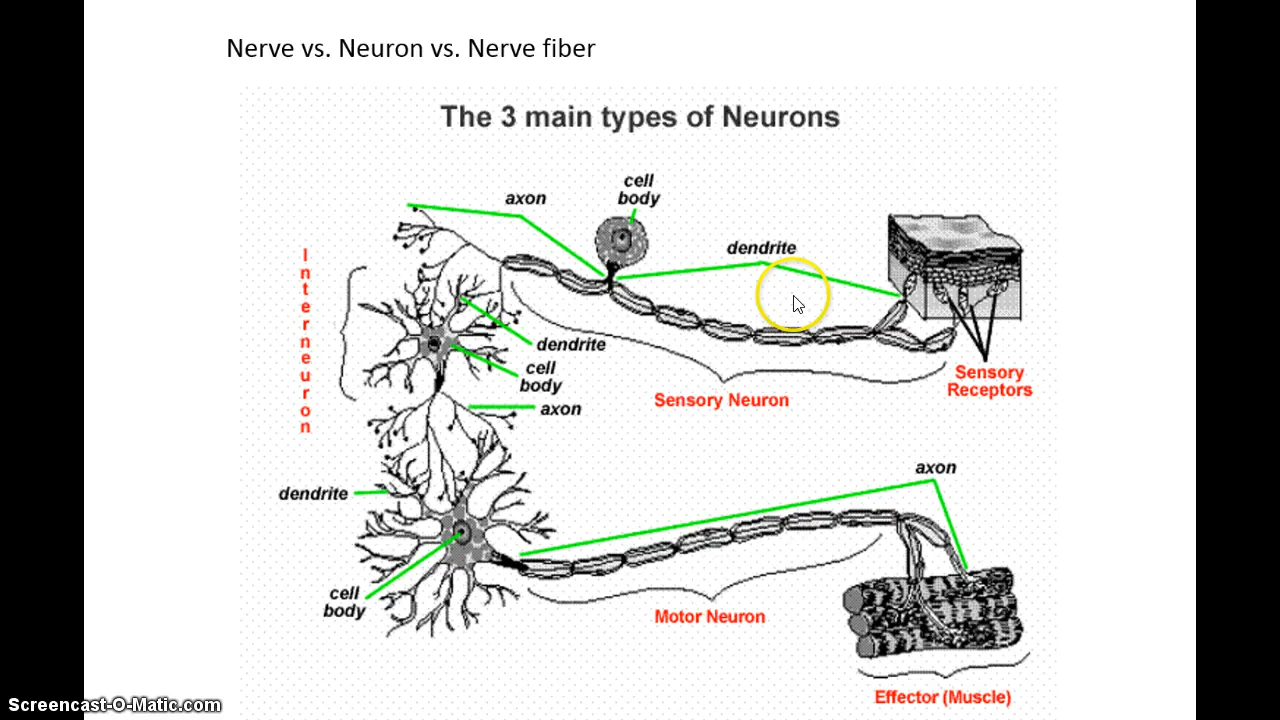 Nerve vs. Neuron vs. Nerve fiber
The 3 main types of Neurons
axon
cell
body
dendrite
Interneuron
dendrite
cell
body
axon
Sensory Neuron
Sensory
Receptors
dendrite
axon
cell
body
Motor Neuron
Effector (Muscle)
Screencast-O-Matic.com